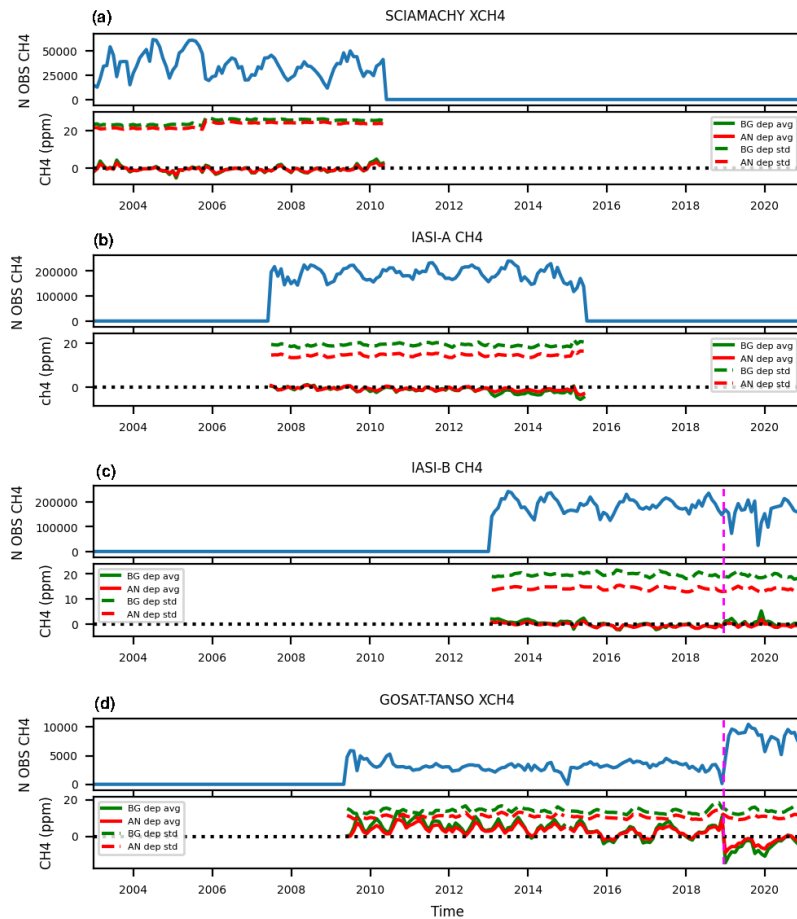 (a)
SCIAMACHY XCH4
N OBS CH4
50000
25000
0
CH4 (ppm)
20
0
BG dep avg
AN dep avg
BG dep std
AN dep std
2004 2006 2008 2010 2012 2014 2016 2018 2020
(b)
IASI-A CH4
N OBS CH4
200000
100000
0
ch4 (ppm)
20
0
BG dep avg
AN dep avg
BG dep std
AN dep std
2004 2006 2008 2010 2012 2014 2016 2018 2020
(c)
IASI-B CH4
N OBS CH4
200000
100000
0
CH4 (ppm)
20
10
0
BG dep avg
AN dep avg
BG dep std
AN dep std
2004 2006 2008 2010 2012 2014 2016 2018 2020
(d)
GOSAT-TANSO XCH4
N OBS CH4
10000
5000
0
CH4 (ppm)
20
0
BG dep avg
AN dep avg
BG dep std
AN dep std
2004 2006 2008 2010 2012 2014 2016 2018 2020
Time